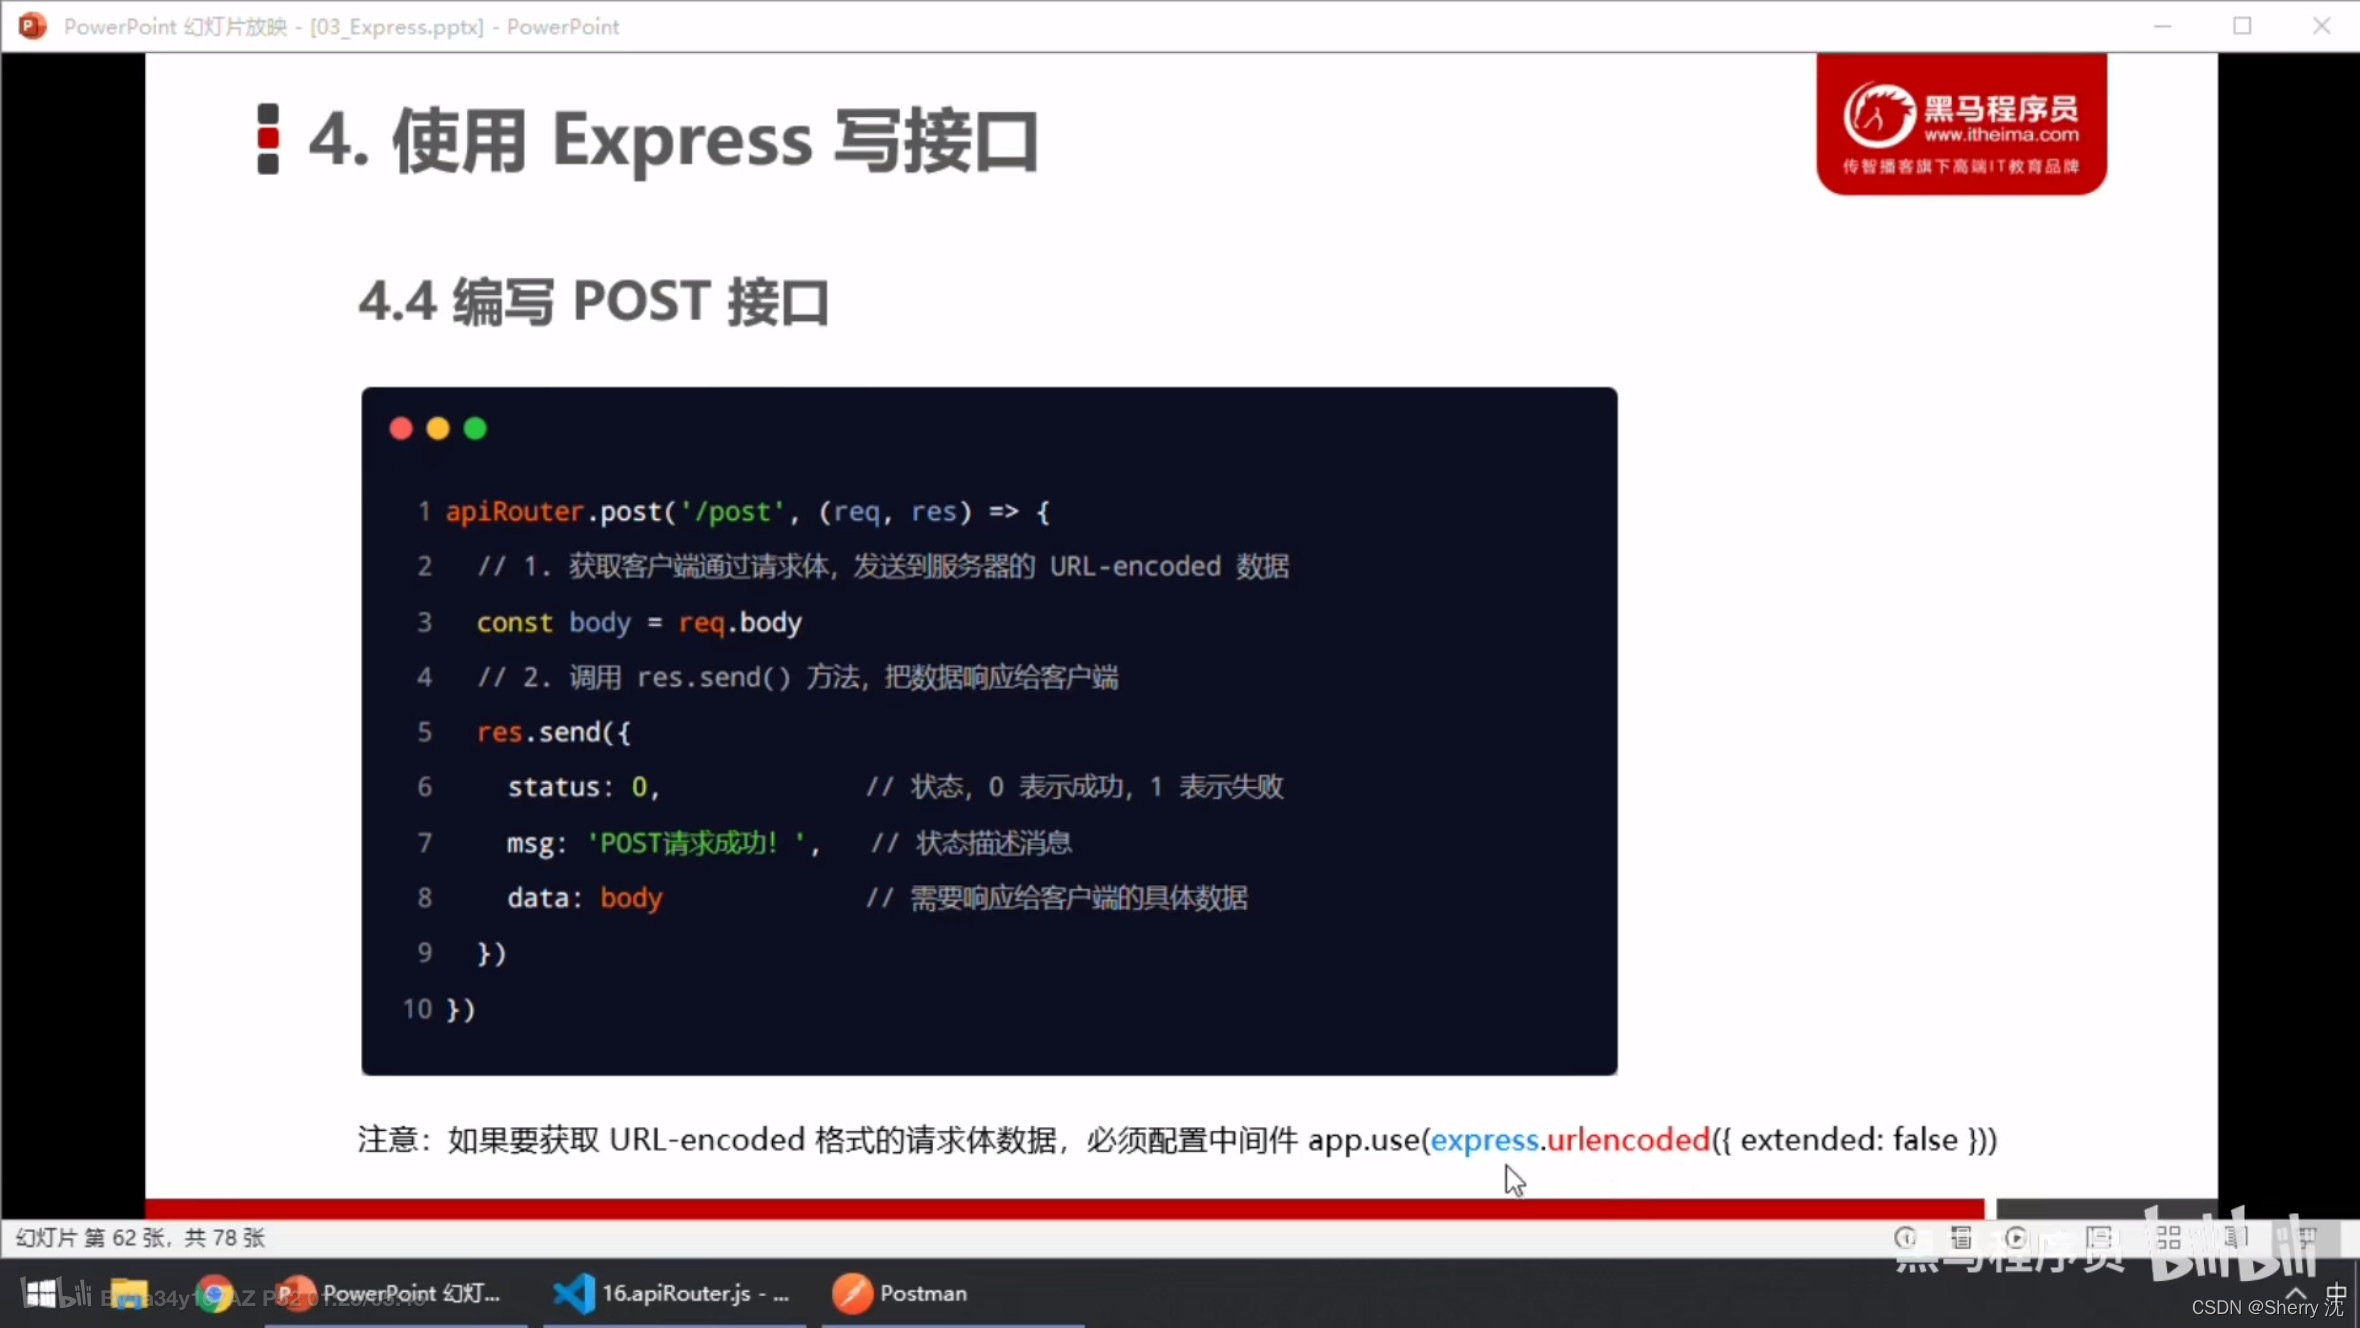 PowerPoint 幻灯片放映 - [03_Express.pptx] - PowerPoint
4. 使用 Express 写接口
黑马程序员
www.itheima.com
传智播客旗下高端IT教育品牌
4.4 编写 POST 接口
1 apiRouter.post('/post', (req, res) => {
2 // 1. 获取客户端通过请求体，发送到服务器的 URL-encoded 数据
3 const body = req.body
4 // 2. 调用 res.send() 方法，把数据响应给客户端
5 res.send({
6 status: 0, // 状态，0 表示成功，1 表示失败
7 msg: 'POST请求成功！', // 状态描述消息
8 data: body // 需要响应给客户端的具体数据
9 })
10 })
注意：如果要获取 URL-encoded 格式的请求体数据，必须配置中间件 app.use(express.urlencoded({ extended: false }))
幻灯片 第 62 张，共 78 张
黑马程序员 bilibili
PowerPoint 幻灯...
16.apiRouter.js - ...
Postman
中
CSDN @Sherry 沈